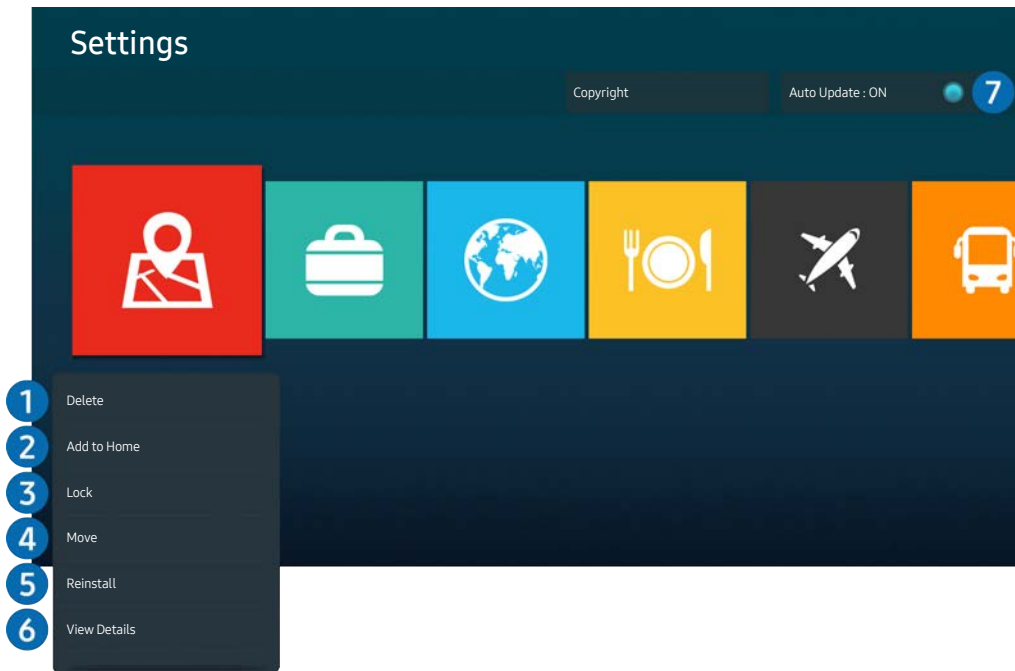 Settings
Copyright
Auto Update : ON
7
1
Delete
2
Add to Home
3
Lock
4
Move
5
Reinstall
6
View Details